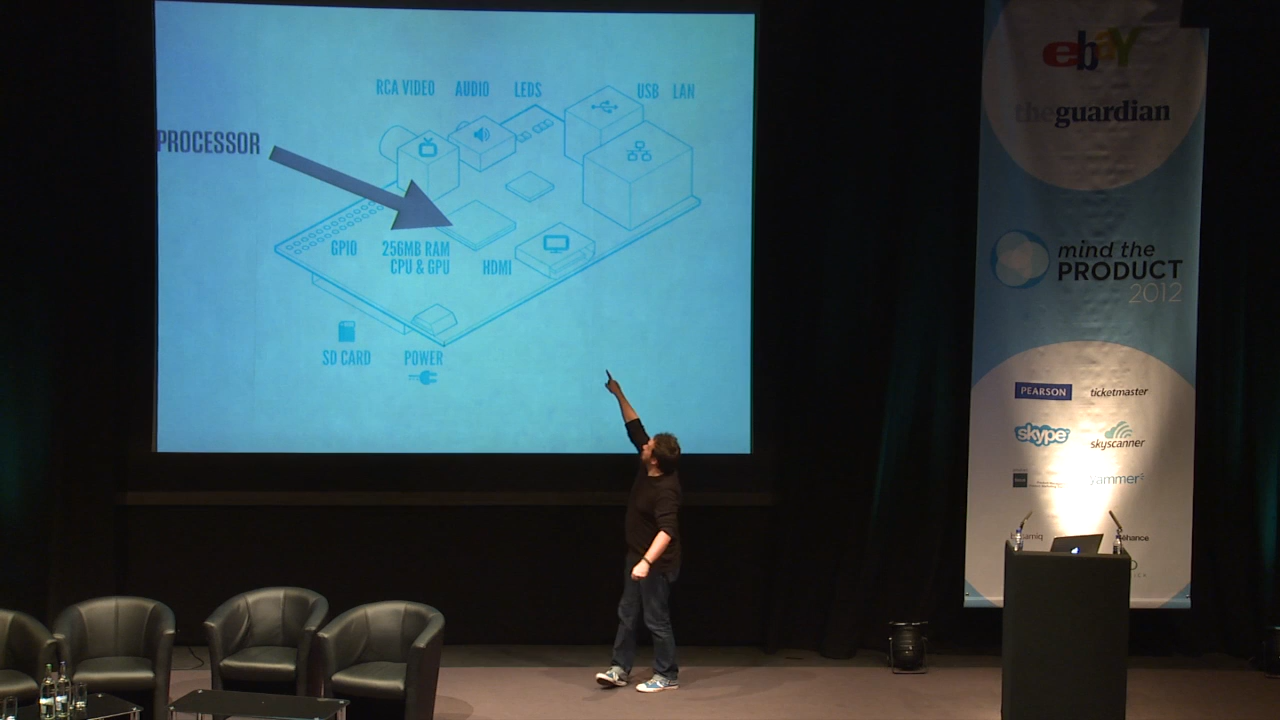 RCA VIDEO AUDIO LEDS USB LAN
PROCESSOR
GPIO
256MB RAM
CPU & GPU
HDMI
SD CARD
POWER
ebaY
theguardian
mind the
PRODUCT
2012
PEARSON
ticketmaster
skype
skyscanner